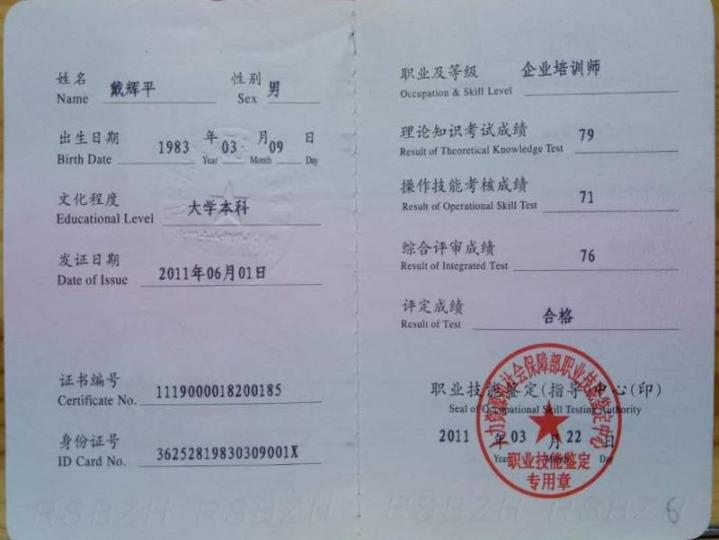 姓名 戴辉平 性别 男
Name Sex
出生日期 1983 年 03 月 09 日
Birth Date Year Month Day
文化程度 大学本科
Educational Level
发证日期 2011年06月01日
Date of Issue
证书编号 1119000018200185
Certificate No.
身份证号 36252819830309001X
ID Card No.
职业及等级 企业培训师
Occupation & Skill Level
理论知识考试成绩 79
Result of Theoretical Knowledge Test
操作技能考核成绩 71
Result of Operational Skill Test
综合评审成绩 76
Result of Integrated Test
评定成绩 合格
Result of Test
职业技能鉴定(指导)中心(印)
Seal of Occupational Skill Testing Authority
2011 年 03 月 22 日
Year Month Day
人力资源和社会保障部职业技能鉴定中心
职业技能鉴定
专用章
RSBZH RSBZH RSBZH RSBZH
6